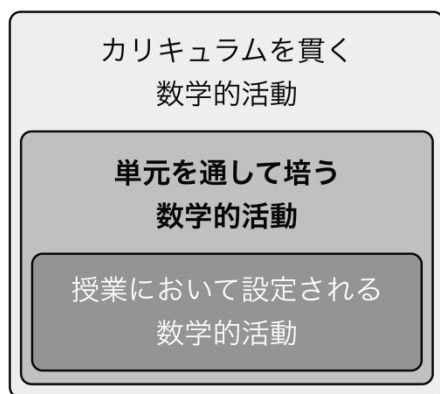 カリキュラムを貫く
数学的活動
単元を通して培う
数学的活動
授業において設定される
数学的活動